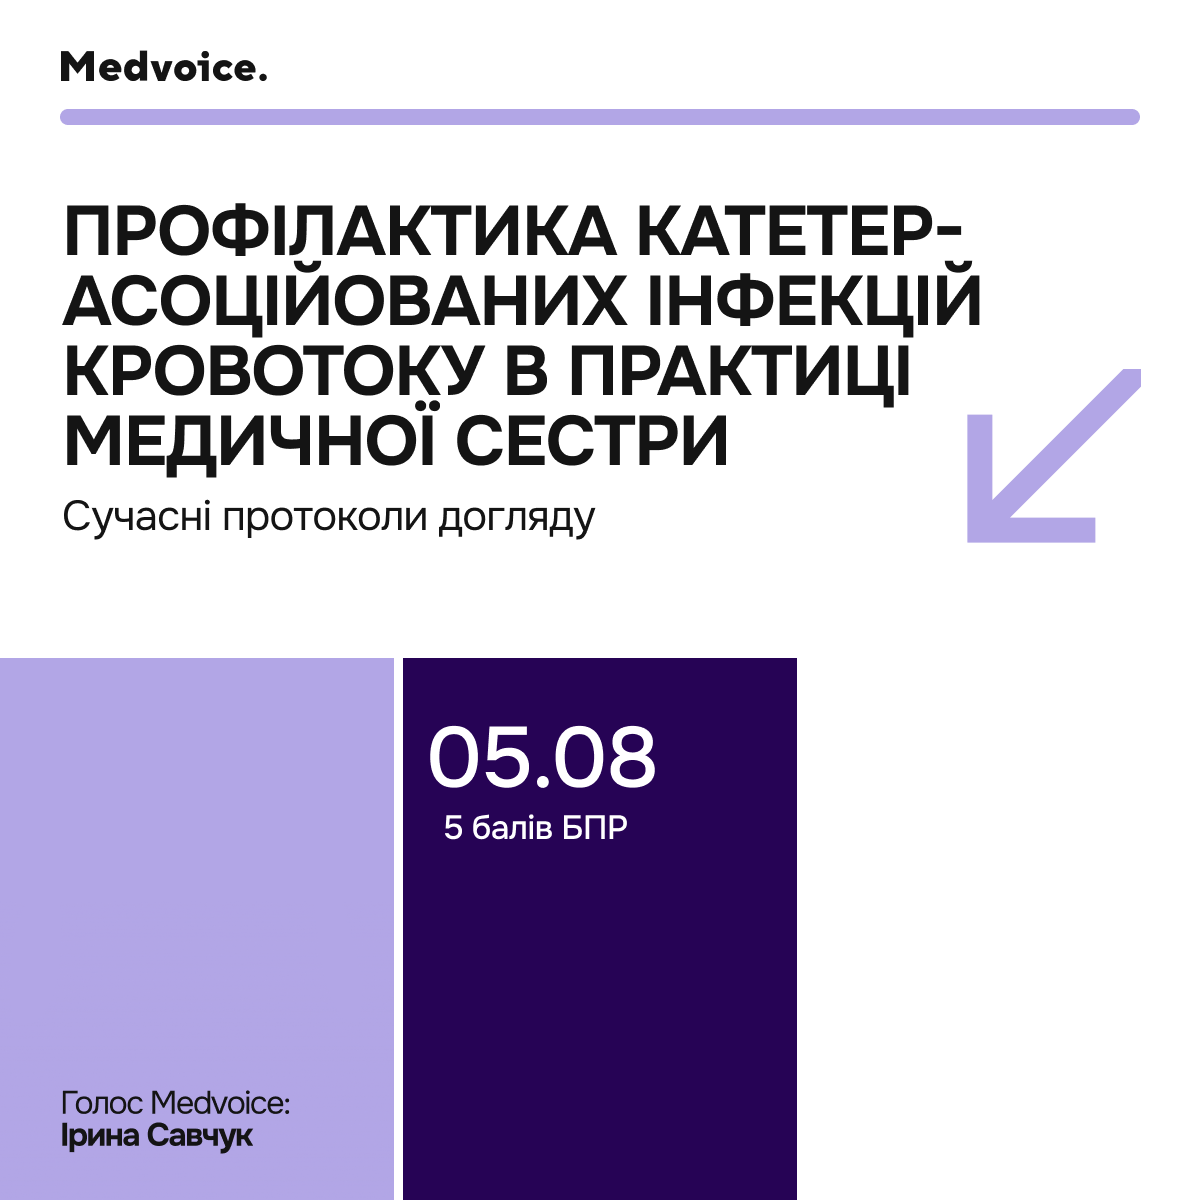 Medvoice.
ПРОФІЛАКТИКА КАТЕТЕР-
АСОЦІЙОВАНИХ ІНФЕКЦІЙ
КРОВОТОКУ В ПРАКТИЦІ
МЕДИЧНОЇ СЕСТРИ
Сучасні протоколи догляду
05.08
5 балів БПР
Голос Medvoice:
Ірина Савчук